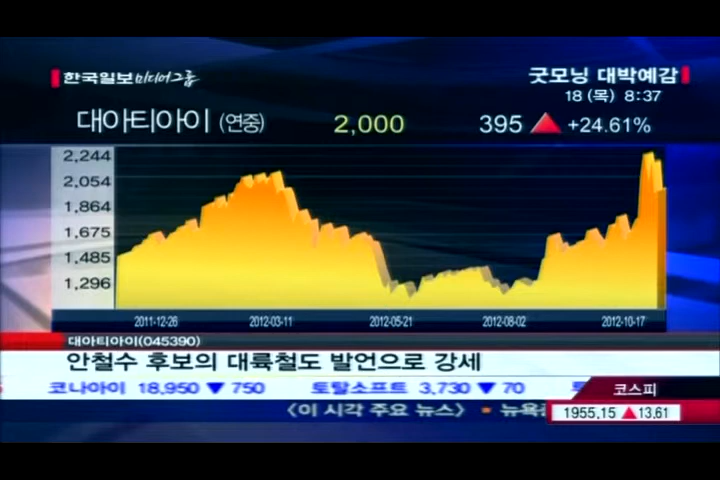 한국일보 미디어그룹
굿모닝 대박예감
18 (목) 8:37
대아티아이 (연중) 2,000 395 ▲ +24.61%
2,244
2,054
1,864
1,675
1,485
1,296
2011-12-26 2012-03-11 2012-05-21 2012-08-02 2012-10-17
대아티아이(045390)
안철수 후보의 대륙철도 발언으로 강세
코나아이 18,950 ▼ 750 토탈소프트 3,730 ▼ 70
코스피
〈이 시각 주요 뉴스〉 ▪ 뉴욕
1955.15 ▲13.61